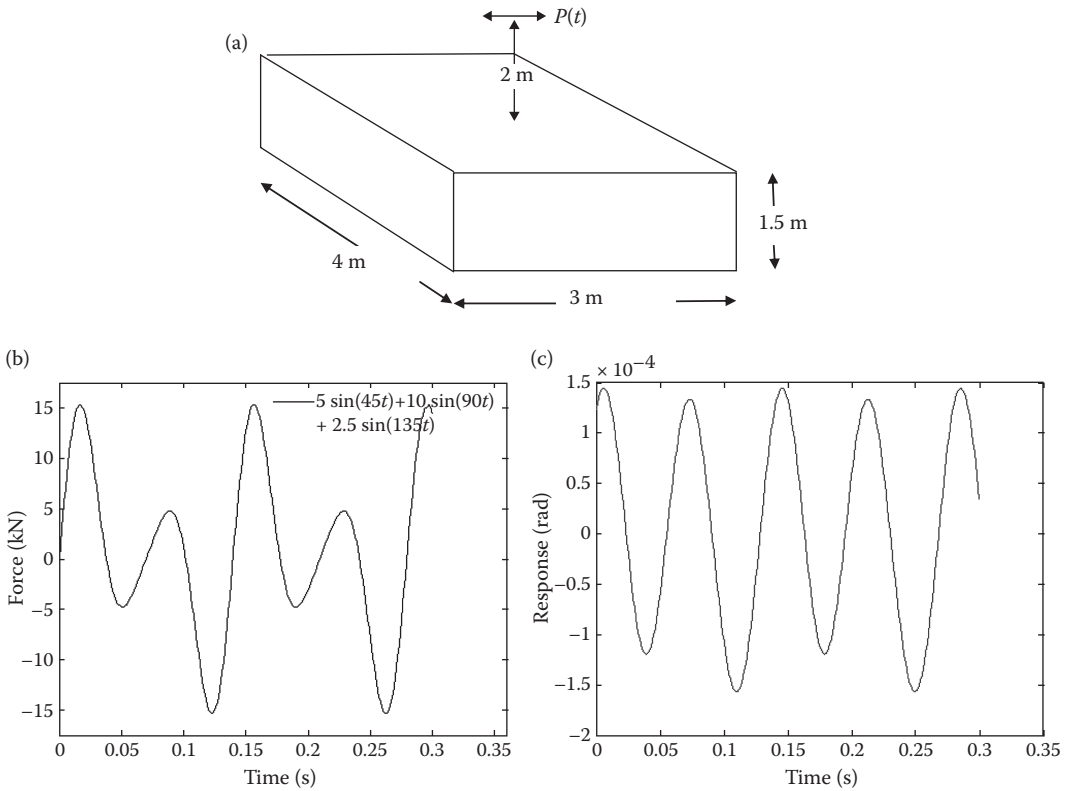 P(t)
(a)
2 m
1.5 m
4 m
3 m
(b)
15
10
5
0
−5
−10
−15
Force (kN)
5 sin(45t)+10 sin(90t)
+ 2.5 sin(135t)
0 0.05 0.1 0.15 0.2 0.25 0.3 0.35
Time (s)
(c)
× 10⁻⁴
1.5
1
0.5
0
−0.5
−1
−1.5
−2
Response (rad)
0 0.05 0.1 0.15 0.2 0.25 0.3 0.35
Time (s)